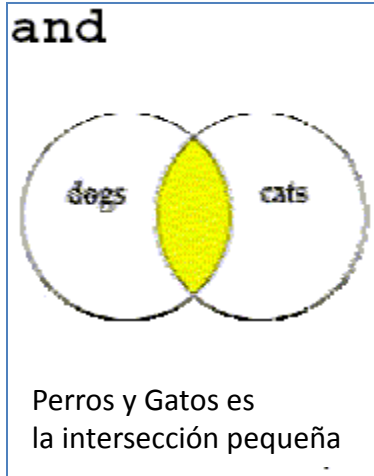 and
dogs cats
Perros y Gatos es
la intersección pequeña